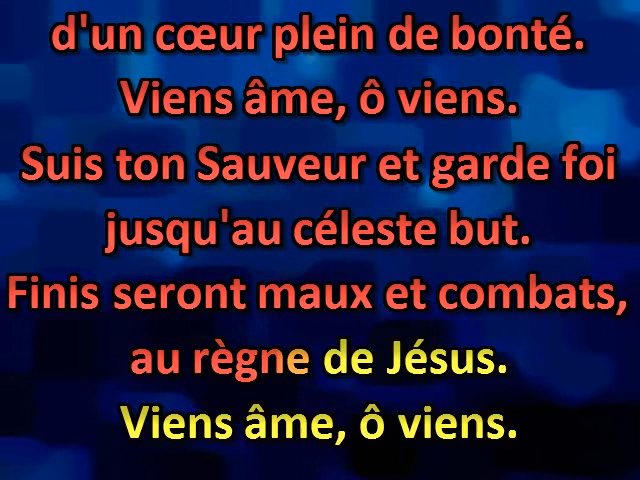 d'un cœur plein de bonté.
Viens âme, ô viens.
Suis ton Sauveur et garde foi
jusqu'au céleste but.
Finis seront maux et combats,
au règne de Jésus.
Viens âme, ô viens.